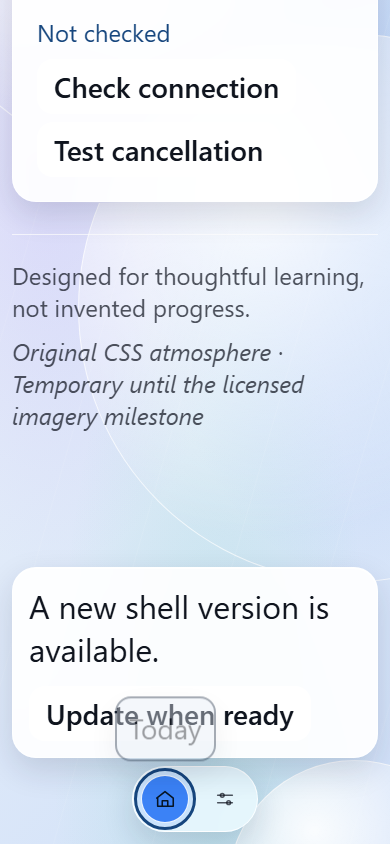 Not checked
Check connection
Test cancellation
Designed for thoughtful learning,
not invented progress.
Original CSS atmosphere ·
Temporary until the licensed
imagery milestone
A new shell version is
available.
Update when ready
Today